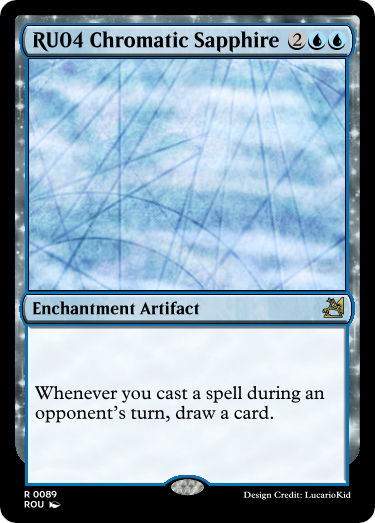 RU04 Chromatic Sapphire 2
Enchantment Artifact
Whenever you cast a spell during an
opponent's turn, draw a card.
R 0089
ROU
Design Credit: LucarioKid